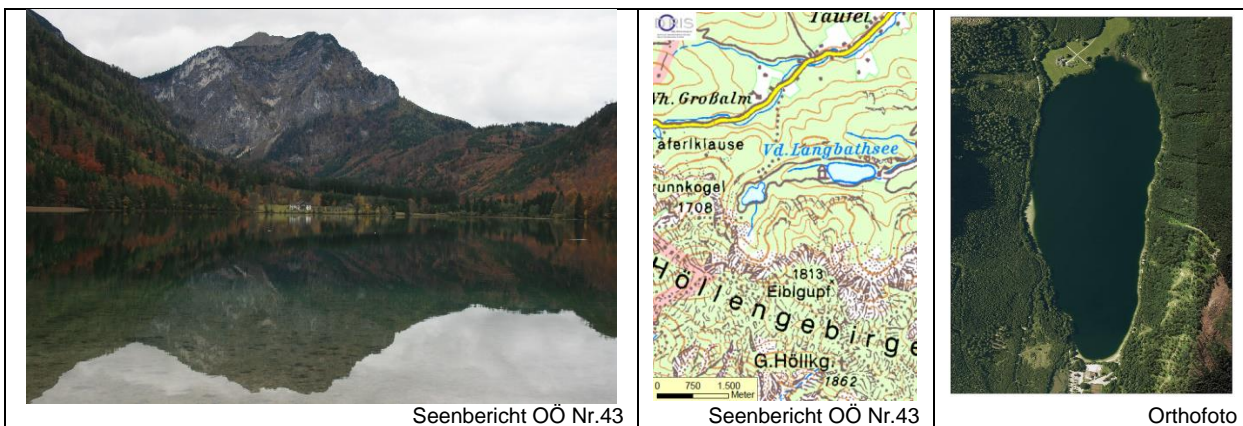 DORIS
Taufel
Wh. Großalm
aferlklause
Vd. Langbathsee
runnkogel
1708
1813
Eiblgupf
Höllengebirge
G.Höllkg.
1862
0 750 1.500
Meter
Seenbericht OÖ Nr.43
Seenbericht OÖ Nr.43
Orthofoto